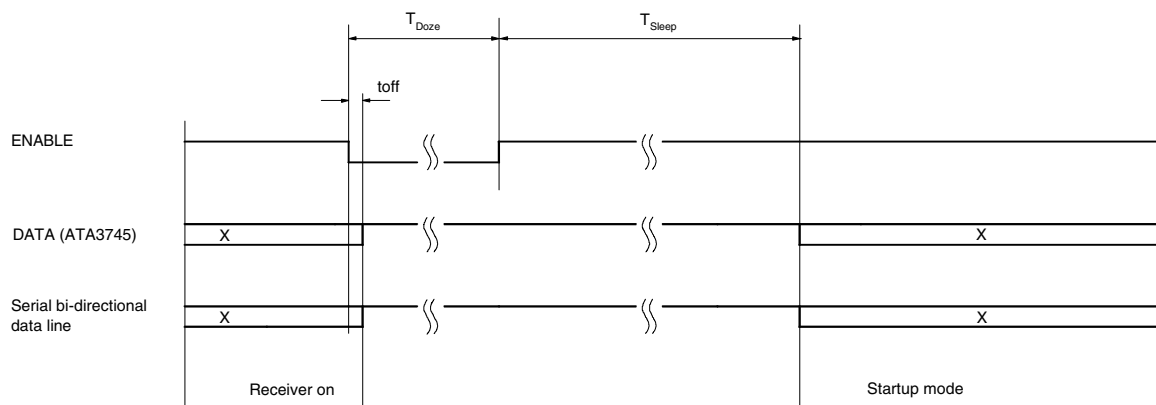 T_Doze T_Sleep
toff
ENABLE
DATA (ATA3745) X X
Serial bi-directional
data line X X
Receiver on Startup mode